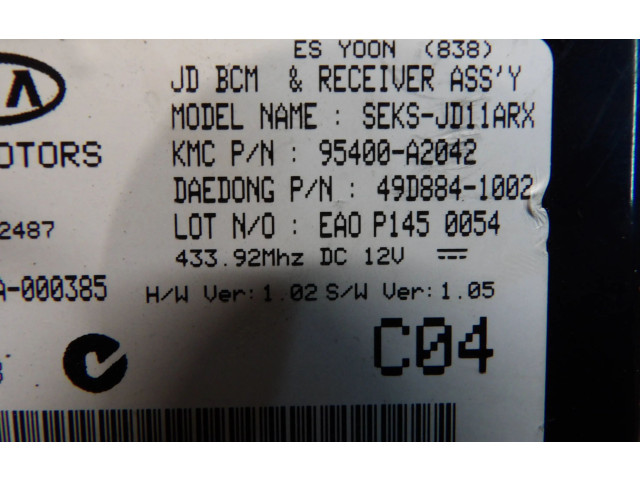 ES YOON (838)
JD BCM & RECEIVER ASS'Y
MODEL NAME : SEKS-JD11ARX
OTORS
KMC P/N : 95400-A2042
DAEDONG P/N : 49D884-1002
2487
LOT N/O : EAO P145 0054
433.92Mhz DC 12V
A-000385
H/W Ver:1.02 S/W Ver:1.05
C04